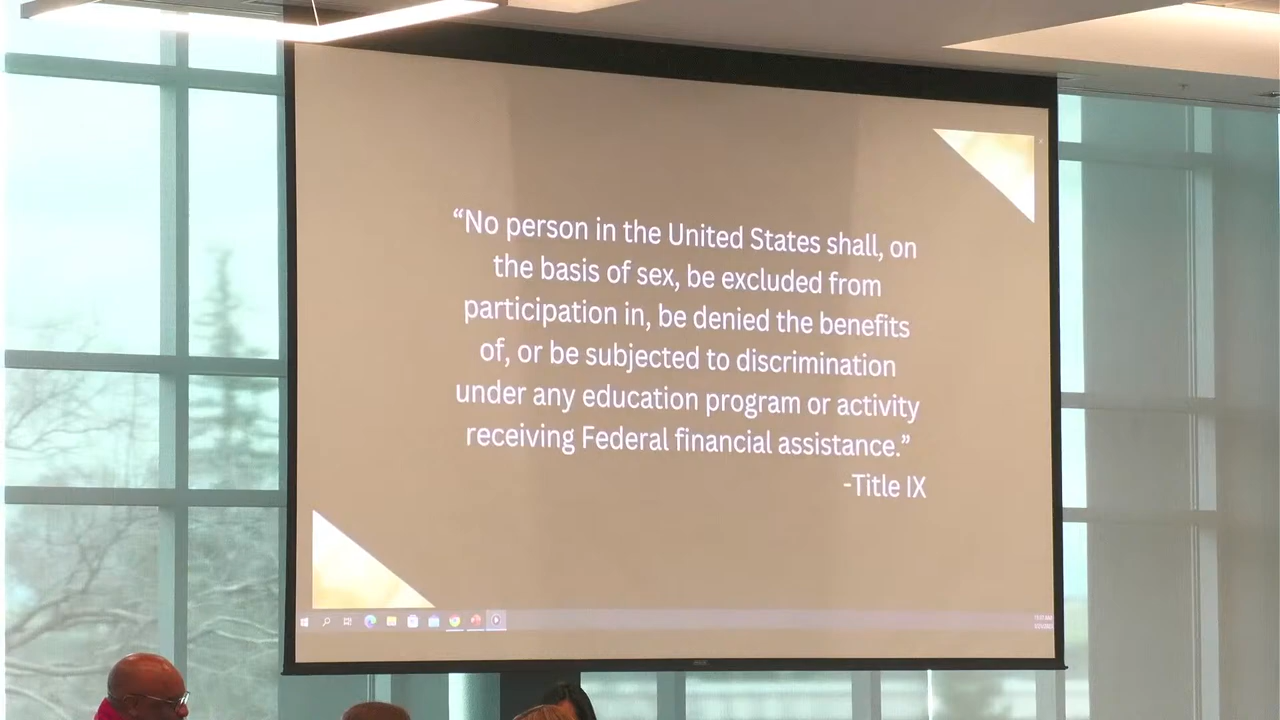 “No person in the United States shall, on
the basis of sex, be excluded from
participation in, be denied the benefits
of, or be subjected to discrimination
under any education program or activity
receiving Federal financial assistance.”
-Title IX